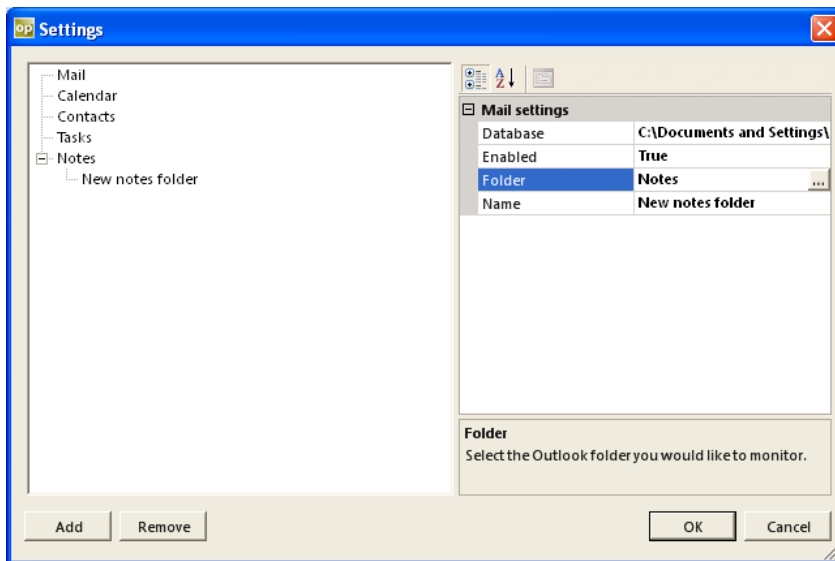 op Settings
Mail
Calendar
Contacts
Tasks
Notes
New notes folder
Mail settings
Database C:\Documents and Settings\
Enabled True
Folder Notes ...
Name New notes folder
Folder
Select the Outlook folder you would like to monitor.
Add Remove OK Cancel